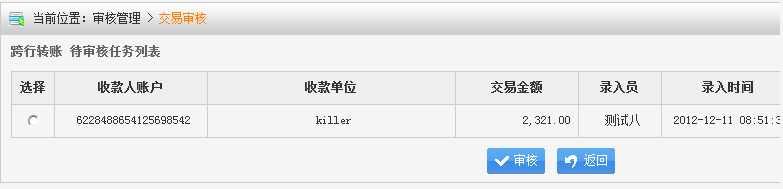 当前位置：审核管理 > 交易审核
跨行转账 待审核任务列表
选择 收款人账户 收款单位 交易金额 录入员 录入时间
6228488654125698542 killer 2,321.00 测试八 2012-12-11 08:51:3
审核 返回